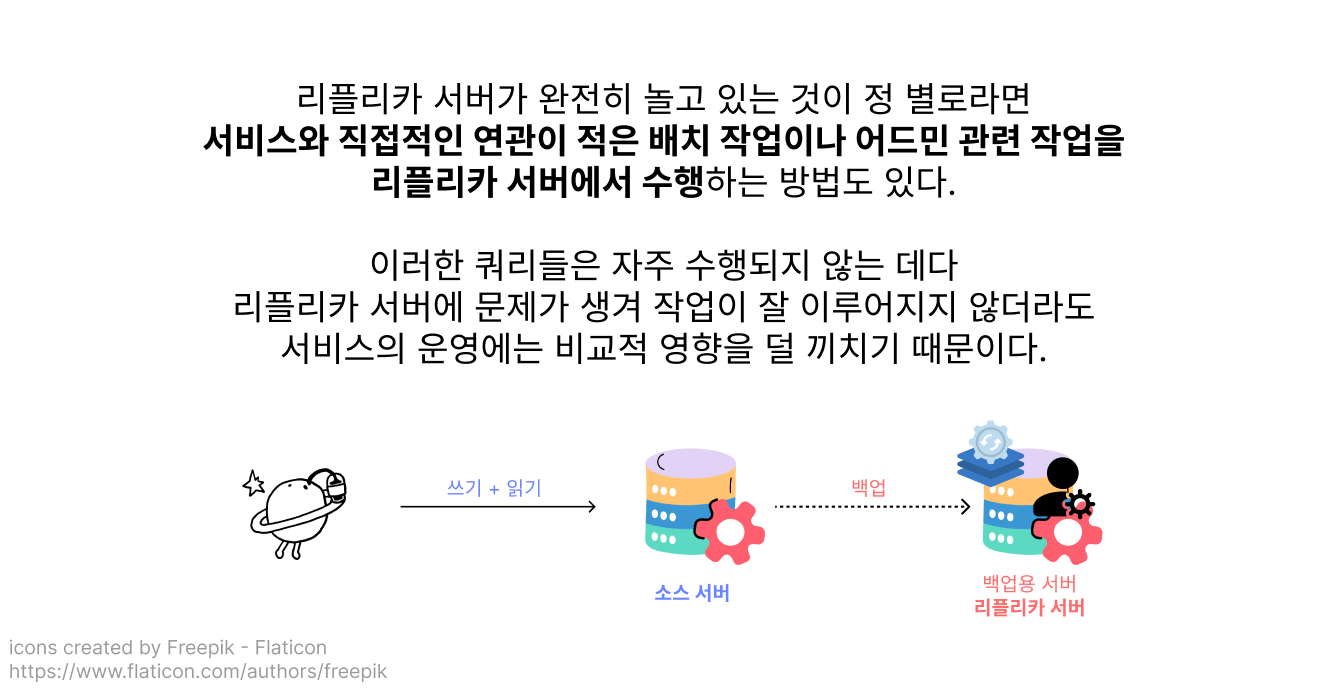 리플리카 서버가 완전히 놀고 있는 것이 정 별로라면
서비스와 직접적인 연관이 적은 배치 작업이나 어드민 관련 작업을
리플리카 서버에서 수행하는 방법도 있다.
이러한 쿼리들은 자주 수행되지 않는 데다
리플리카 서버에 문제가 생겨 작업이 잘 이루어지지 않더라도
서비스의 운영에는 비교적 영향을 덜 끼치기 때문이다.
쓰기 + 읽기
백업
소스 서버
백업용 서버
리플리카 서버
icons created by Freepik - Flaticon
https://www.flaticon.com/authors/freepik